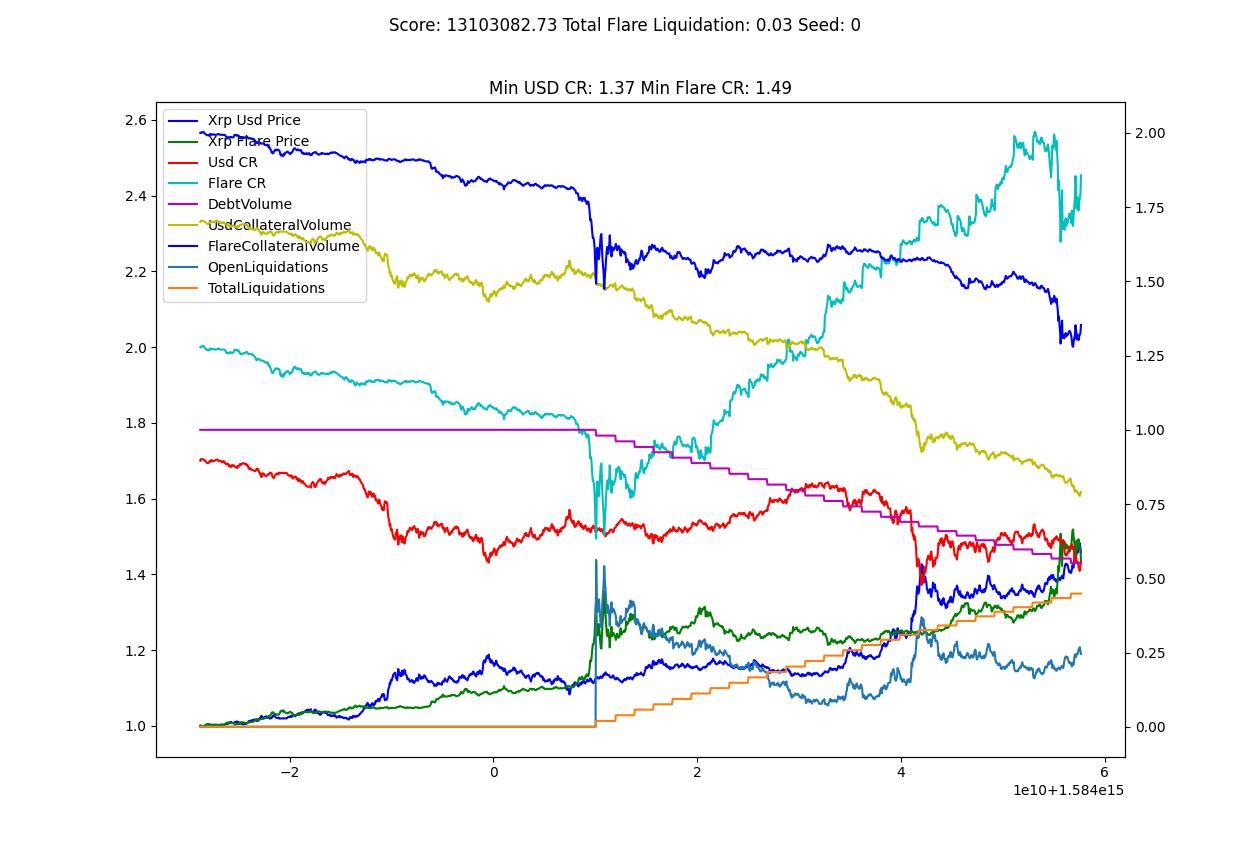 Score: 13103082.73 Total Flare Liquidation: 0.03 Seed: 0
Min USD CR: 1.37 Min Flare CR: 1.49
Xrp Usd Price
Xrp Flare Price
Usd CR
Flare CR
DebtVolume
UsdCollateralVolume
FlareCollateralVolume
OpenLiquidations
TotalLiquidations
2.6
2.4
2.2
2.0
1.8
1.6
1.4
1.2
1.0
2.00
1.75
1.50
1.25
1.00
0.75
0.50
0.25
0.00
−2 0 2 4 6
1e10+1.584e15